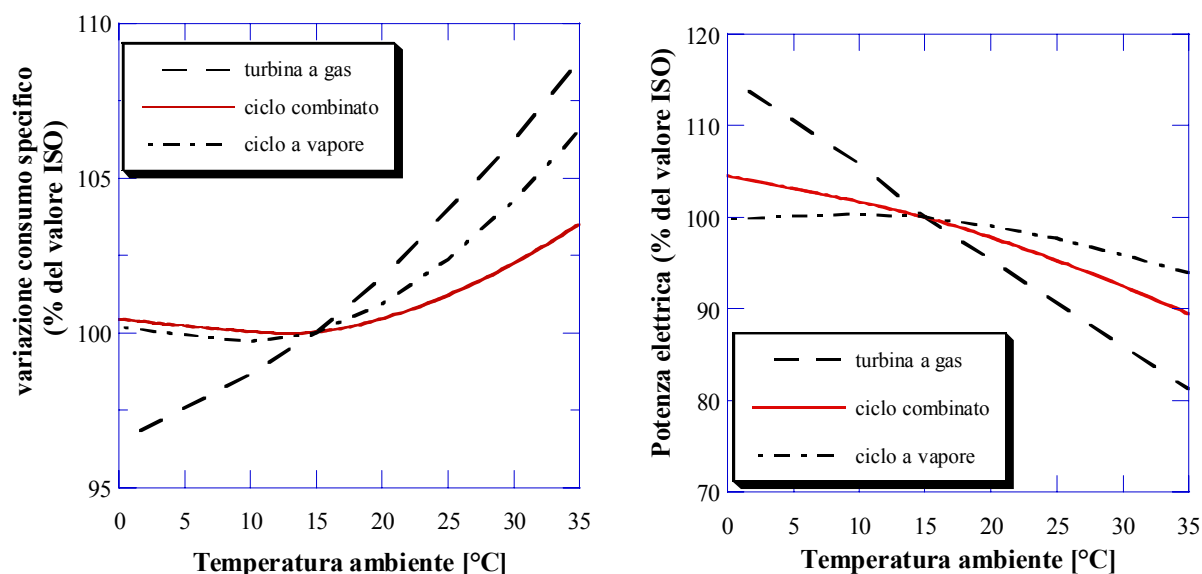 variazione consumo specifico
(% del valore ISO)
110
105
100
95
turbina a gas
ciclo combinato
ciclo a vapore
0 5 10 15 20 25 30 35
Temperatura ambiente [°C]
Potenza elettrica (% del valore ISO)
120
110
100
90
80
70
turbina a gas
ciclo combinato
ciclo a vapore
0 5 10 15 20 25 30 35
Temperatura ambiente [°C]